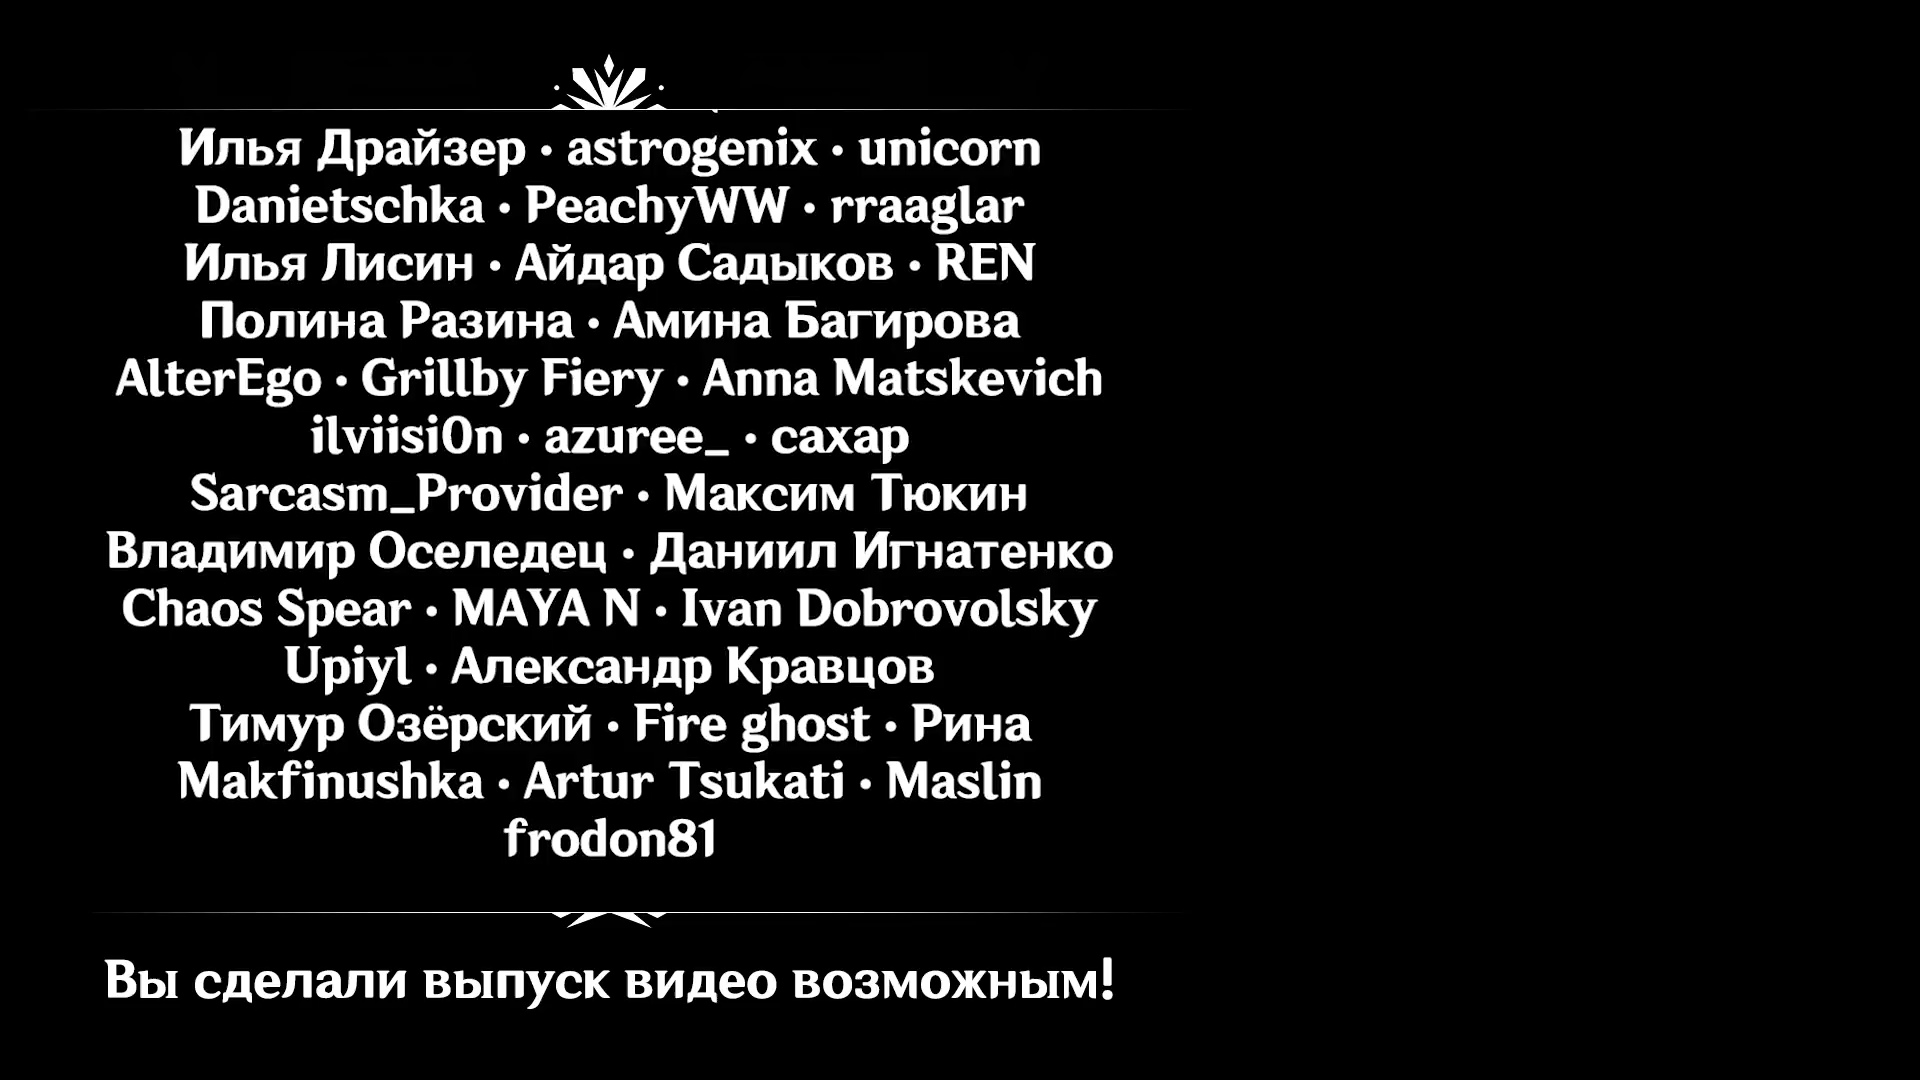 Илья Драйзер • astrogenix • unicorn
Danietschka • PeachyWW • rraaglar
Илья Лисин • Айдар Садыков • REN
Полина Разина • Амина Багирова
AlterEgo • Grillby Fiery • Anna Matskevich
ilviisi0n • azuree_ • сахар
Sarcasm_Provider • Максим Тюкин
Владимир Оселедец • Даниил Игнатенко
Chaos Spear • MAYA N • Ivan Dobrovolsky
Upiyl • Александр Кравцов
Тимур Озёрский • Fire ghost • Рина
Makfinushka • Artur Tsukati • Maslin
frodon81
Вы сделали выпуск видео возможным!